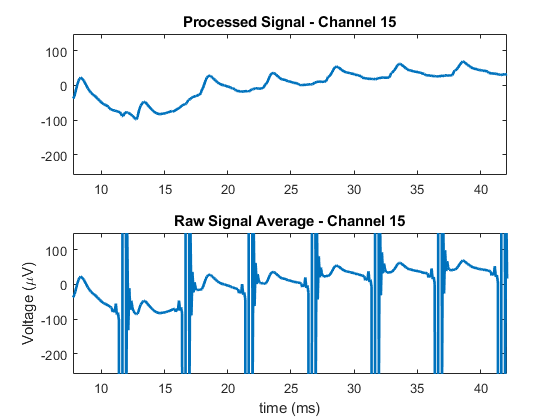 Processed Signal - Channel 15
100
0
-100
-200
10 15 20 25 30 35 40
Raw Signal Average - Channel 15
Voltage (μV)
100
0
-100
-200
10 15 20 25 30 35 40
time (ms)